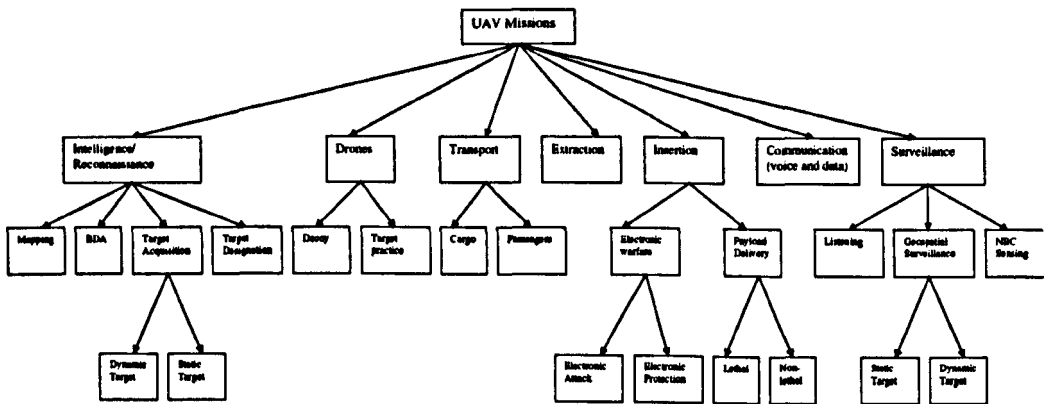 UAV Missions
Intelligence/
Reconnaissance
Drones
Transport
Extraction
Insertion
Communication
(voice and data)
Surveillance
Mapping
BDA
Target
Acquisition
Target
Designation
Decoy
Target
practice
Cargo
Passengers
Electronic
warfare
Payload
Delivery
Listening
Geospatial
Surveillance
NBC
Sensing
Dynamic
Target
Static
Target
Electronic
Attack
Electronic
Protection
Lethal
Non-
lethal
Static
Target
Dynamic
Target